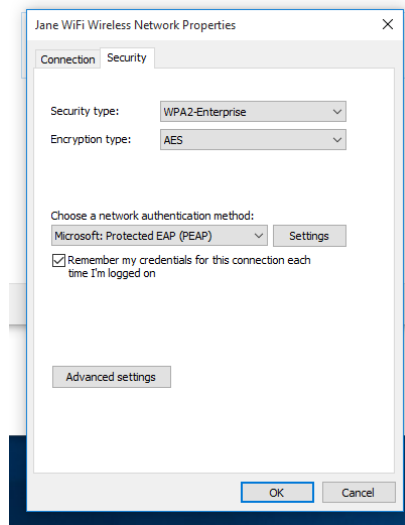 Jane WiFi Wireless Network Properties
Connection Security
Security type: WPA2-Enterprise
Encryption type: AES
Choose a network authentication method:
Microsoft: Protected EAP (PEAP) Settings
Remember my credentials for this connection each
time I'm logged on
Advanced settings
OK Cancel